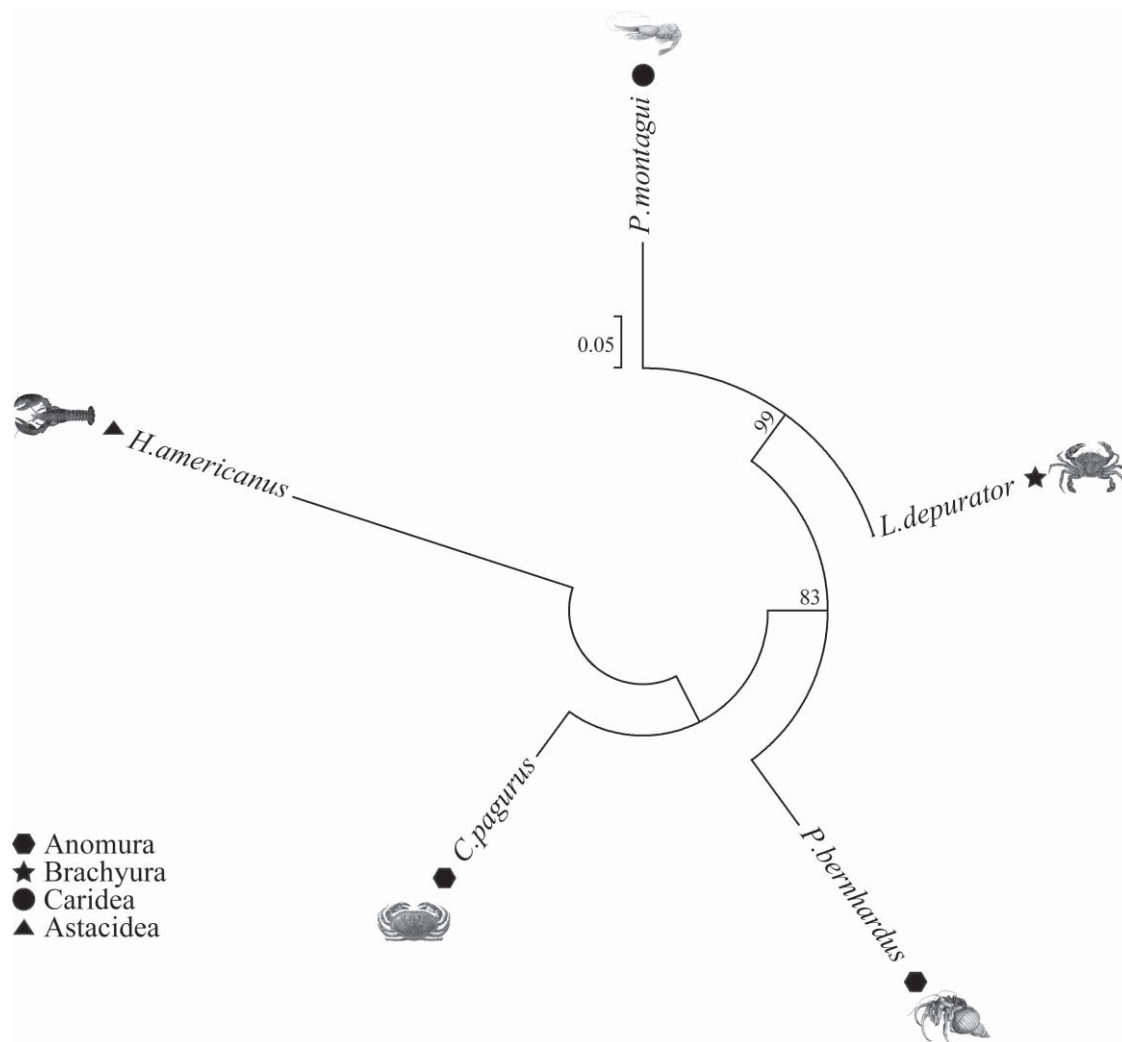 P.montagui
0.05
99
H.americanus
L.depurator
83
C.pagurus
P.bernhardus
Anomura
Brachyura
Caridea
Astacidea